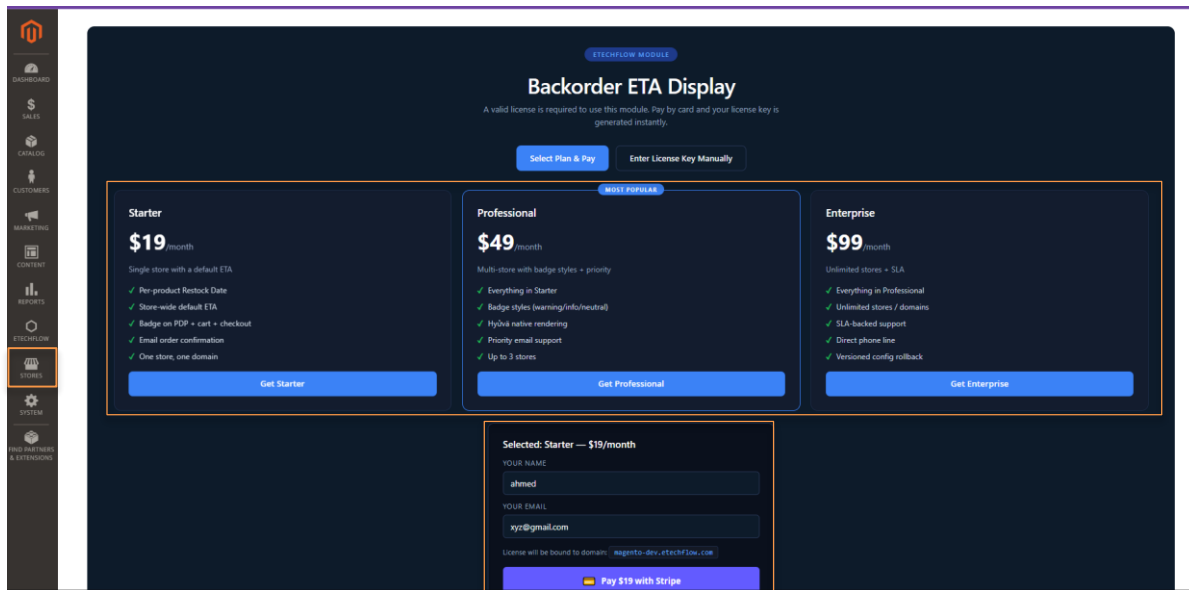 DASHBOARD
SALES
CATALOG
CUSTOMERS
MARKETING
CONTENT
REPORTS
ETECHFLOW
STORES
SYSTEM
FIND PARTNERS
& EXTENSIONS
ETECHFLOW MODULE
Backorder ETA Display
A valid license is required to use this module. Pay by card and your license key is
generated instantly.
Select Plan & Pay
Enter License Key Manually
Starter
$19/month
Single store with a default ETA
✓ Per-product Restock Date
✓ Store-wide default ETA
✓ Badge on PDP + cart + checkout
✓ Email order confirmation
✓ One store, one domain
Get Starter
MOST POPULAR
Professional
$49/month
Multi-store with badge styles + priority
✓ Everything in Starter
✓ Badge styles (warning/info/neutral)
✓ Hyûvä native rendering
✓ Priority email support
✓ Up to 3 stores
Get Professional
Enterprise
$99/month
Unlimited stores + SLA
✓ Everything in Professional
✓ Unlimited stores / domains
✓ SLA-backed support
✓ Direct phone line
✓ Versioned config rollback
Get Enterprise
Selected: Starter — $19/month
YOUR NAME
ahmed
YOUR EMAIL
xyz@gmail.com
License will be bound to domain: magento-dev.etechflow.com
Pay $19 with Stripe